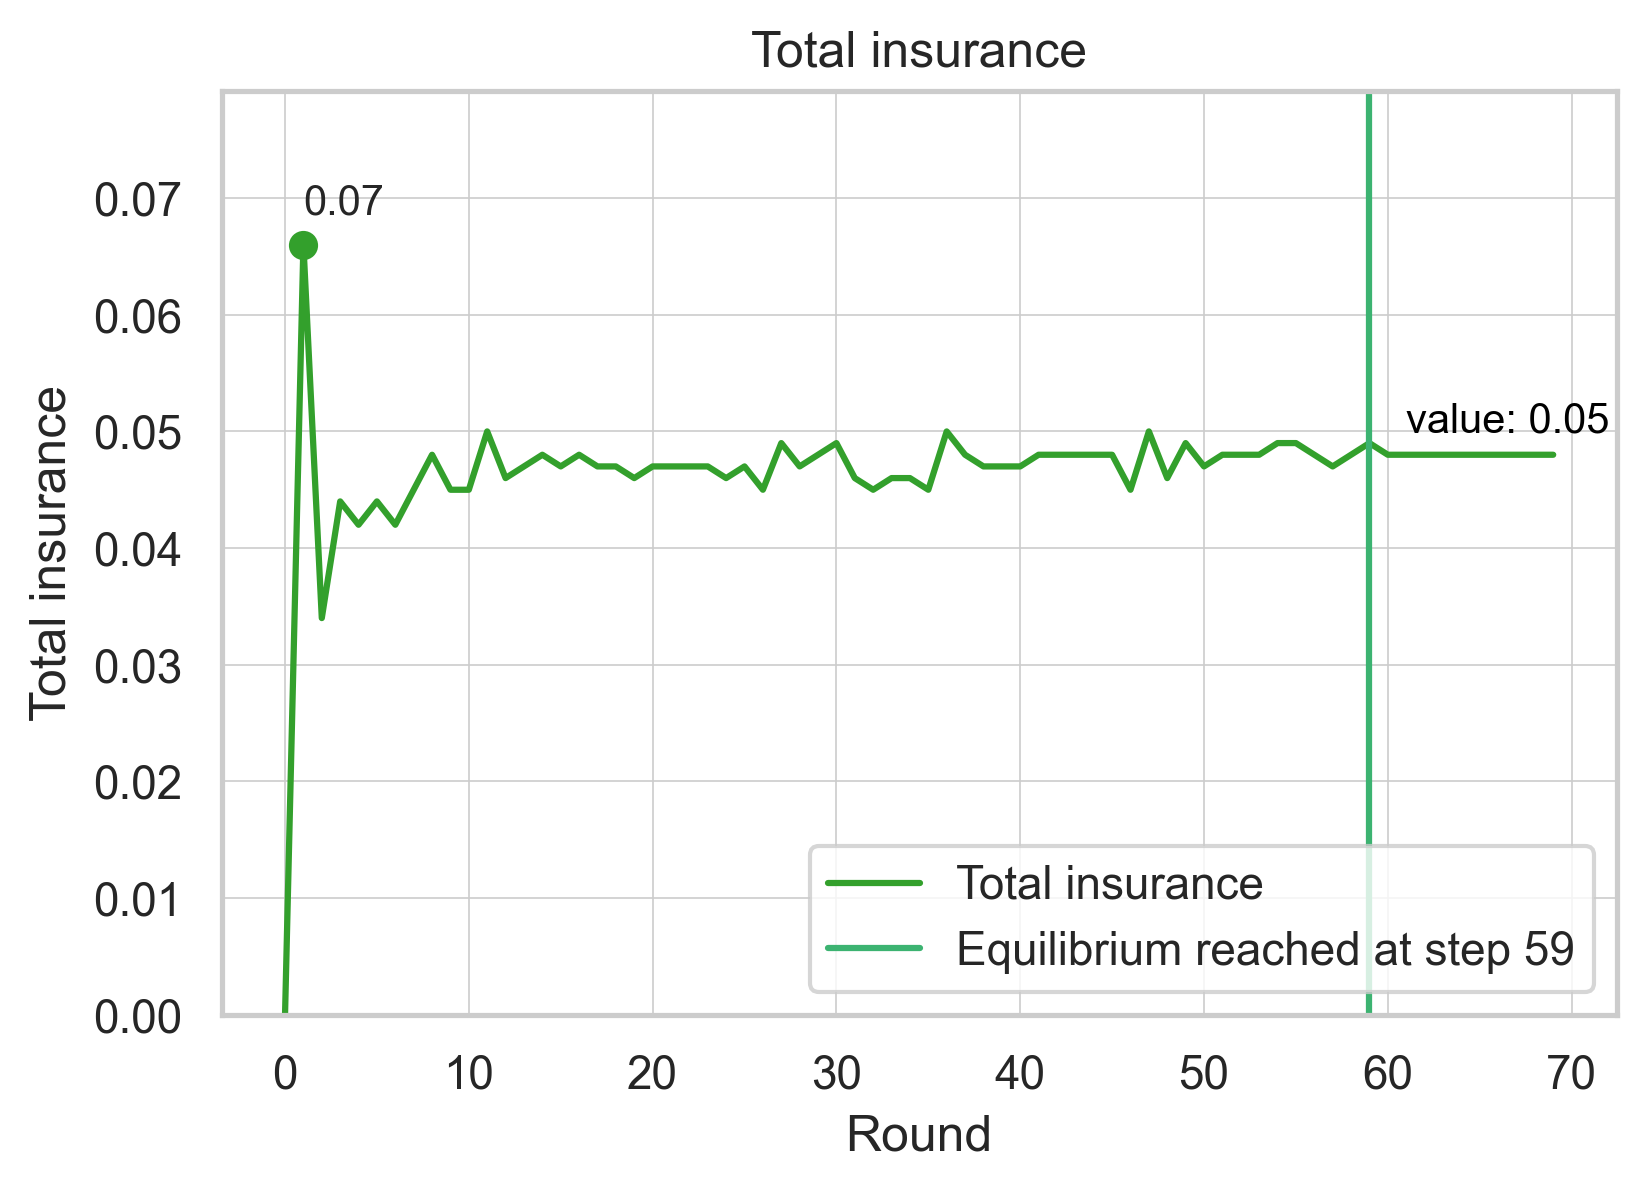 Total insurance
0.07
0.06
0.05
0.04
0.03
0.02
0.01
0.00
Total insurance
0.07
value: 0.05
Total insurance
Equilibrium reached at step 59
0 10 20 30 40 50 60 70
Round